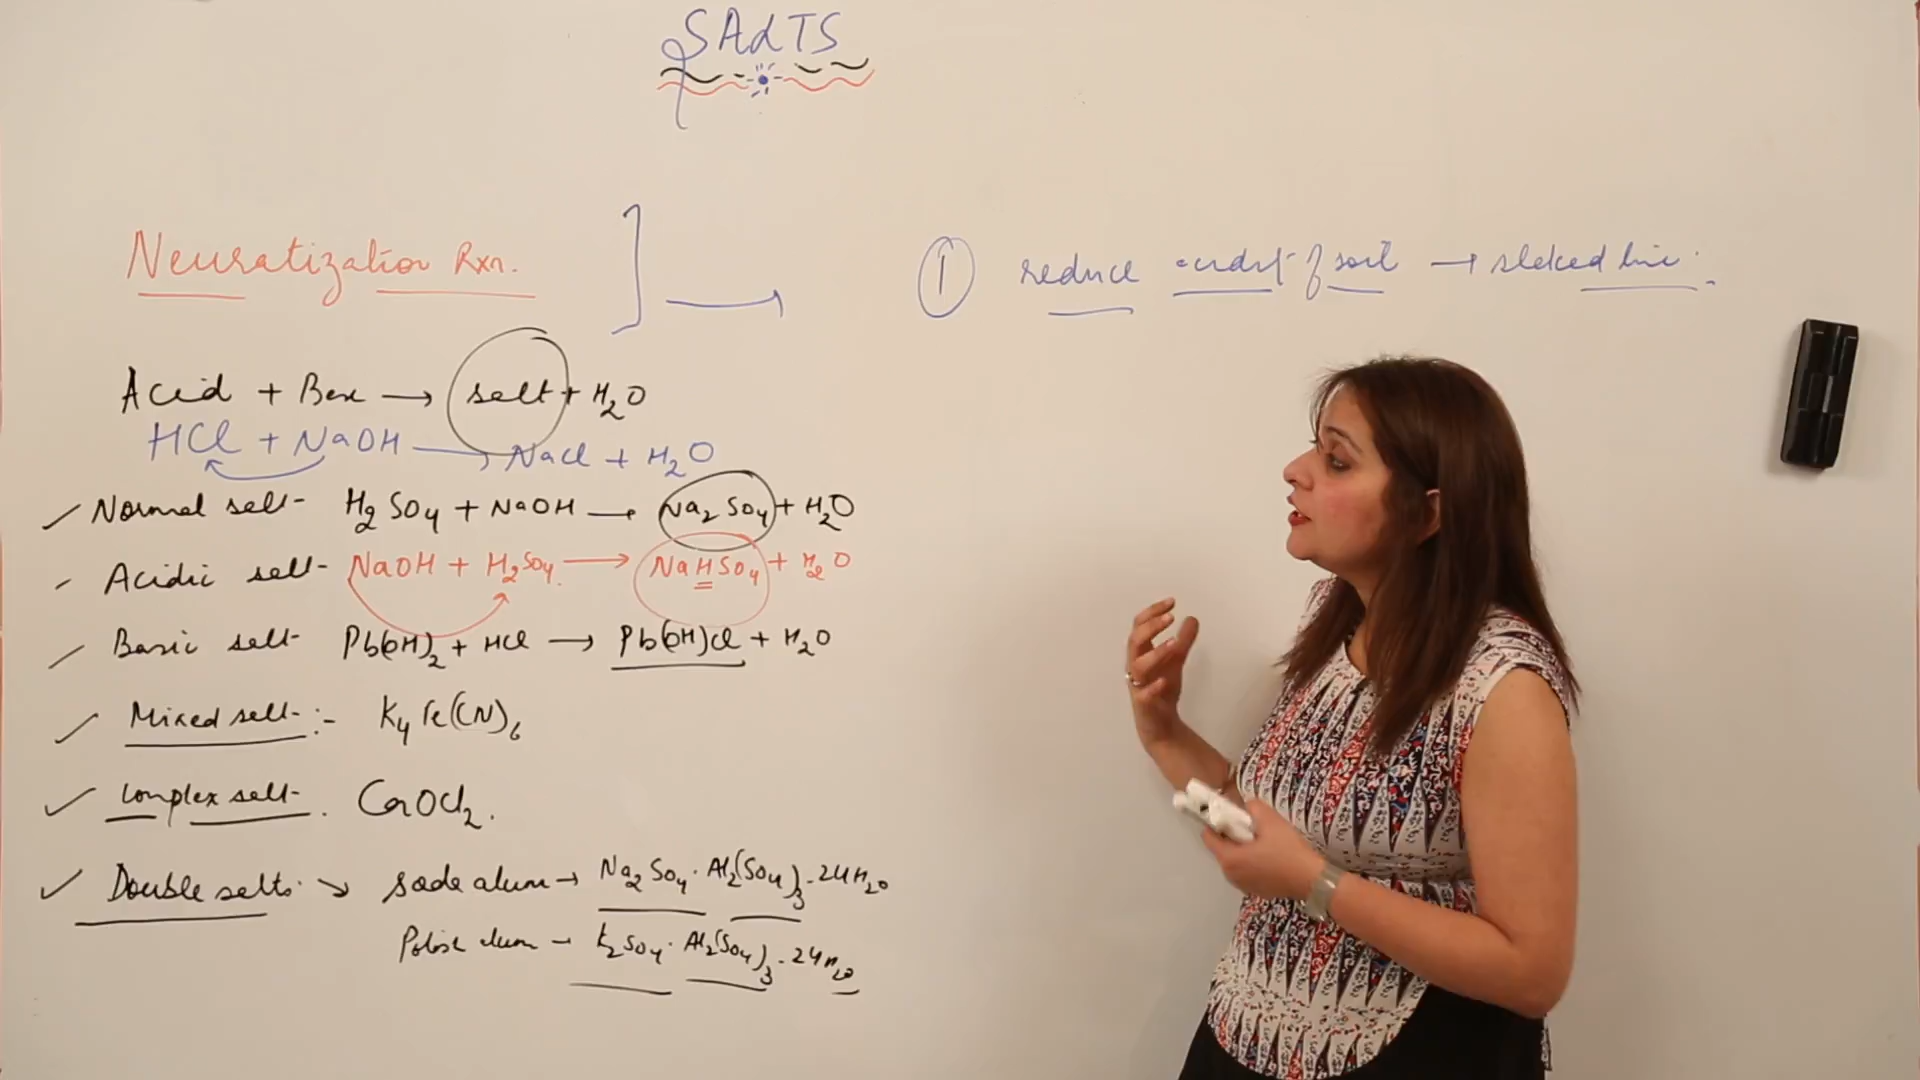 SALTS
Neuratization Rxn.
① reduce acidity of soil → slaked lime.
Acid + Base → salt + H₂O
HCl + NaOH → NaCl + H₂O
Normal salt- H₂SO₄ + NaOH → Na₂SO₄ + H₂O
Acidic salt- NaOH + H₂SO₄ → NaHSO₄ + H₂O
Basic salt- Pb(OH)₂ + HCl → Pb(OH)Cl + H₂O
Mixed salt:- K₄Fe(CN)₆
Complex salt. CaOCl₂.
Double salts. → soda alum → Na₂SO₄.Al₂(SO₄)₃.24H₂O
Potash alum → K₂SO₄.Al₂(SO₄)₃.24H₂O